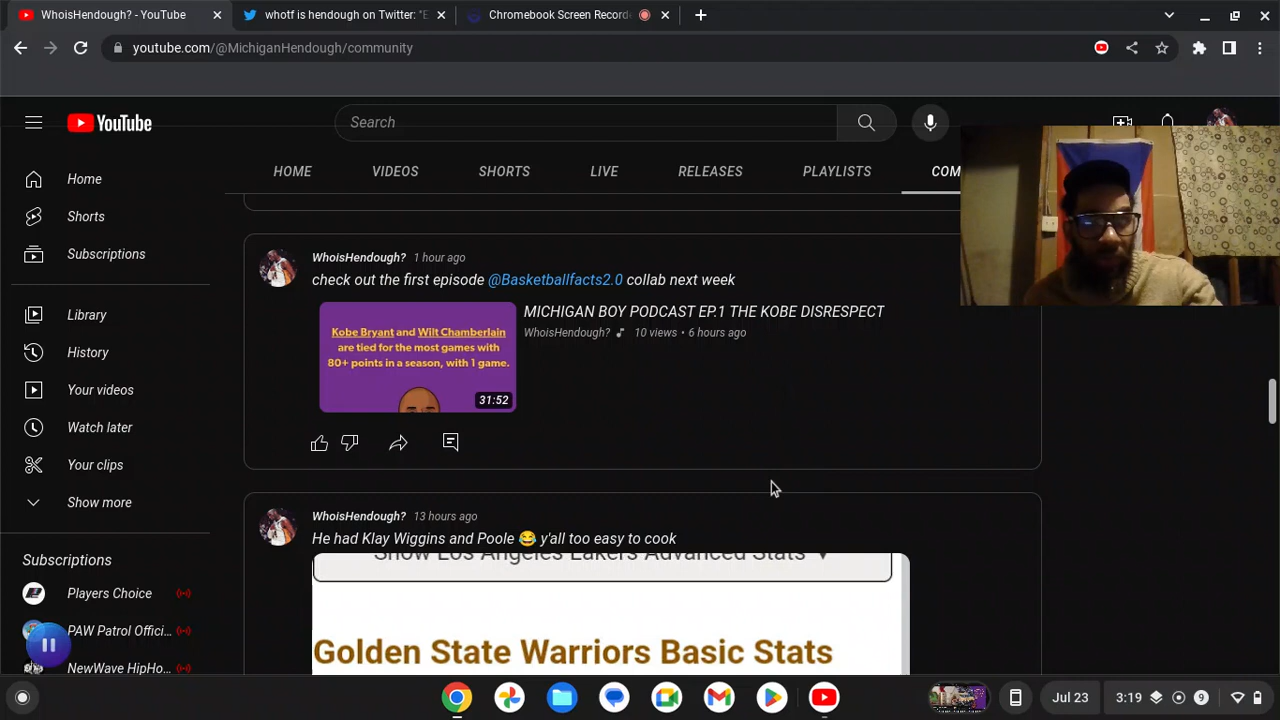 WhoisHendough? - YouTube
whotf is hendough on Twitter: "E
Chromebook Screen Record
youtube.com/@MichiganHendough/community
YouTube
Search
HOME
VIDEOS
SHORTS
LIVE
RELEASES
PLAYLISTS
COM
Home
Shorts
Subscriptions
Library
History
Your videos
Watch later
Your clips
Show more
Subscriptions
Players Choice
PAW Patrol Offici...
NewWave HipHo...
WhoisHendough? 1 hour ago
check out the first episode @Basketballfacts2.0 collab next week
Kobe Bryant and Wilt Chamberlain
are tied for the most games with
80+ points in a season, with 1 game.
31:52
MICHIGAN BOY PODCAST EP.1 THE KOBE DISRESPECT
WhoisHendough? 10 views • 6 hours ago
WhoisHendough? 13 hours ago
He had Klay Wiggins and Poole 😂 y'all too easy to cook
Show Los Angeles Lakers Advanced Stats ▼
Golden State Warriors Basic Stats
Jul 23
3:19
9